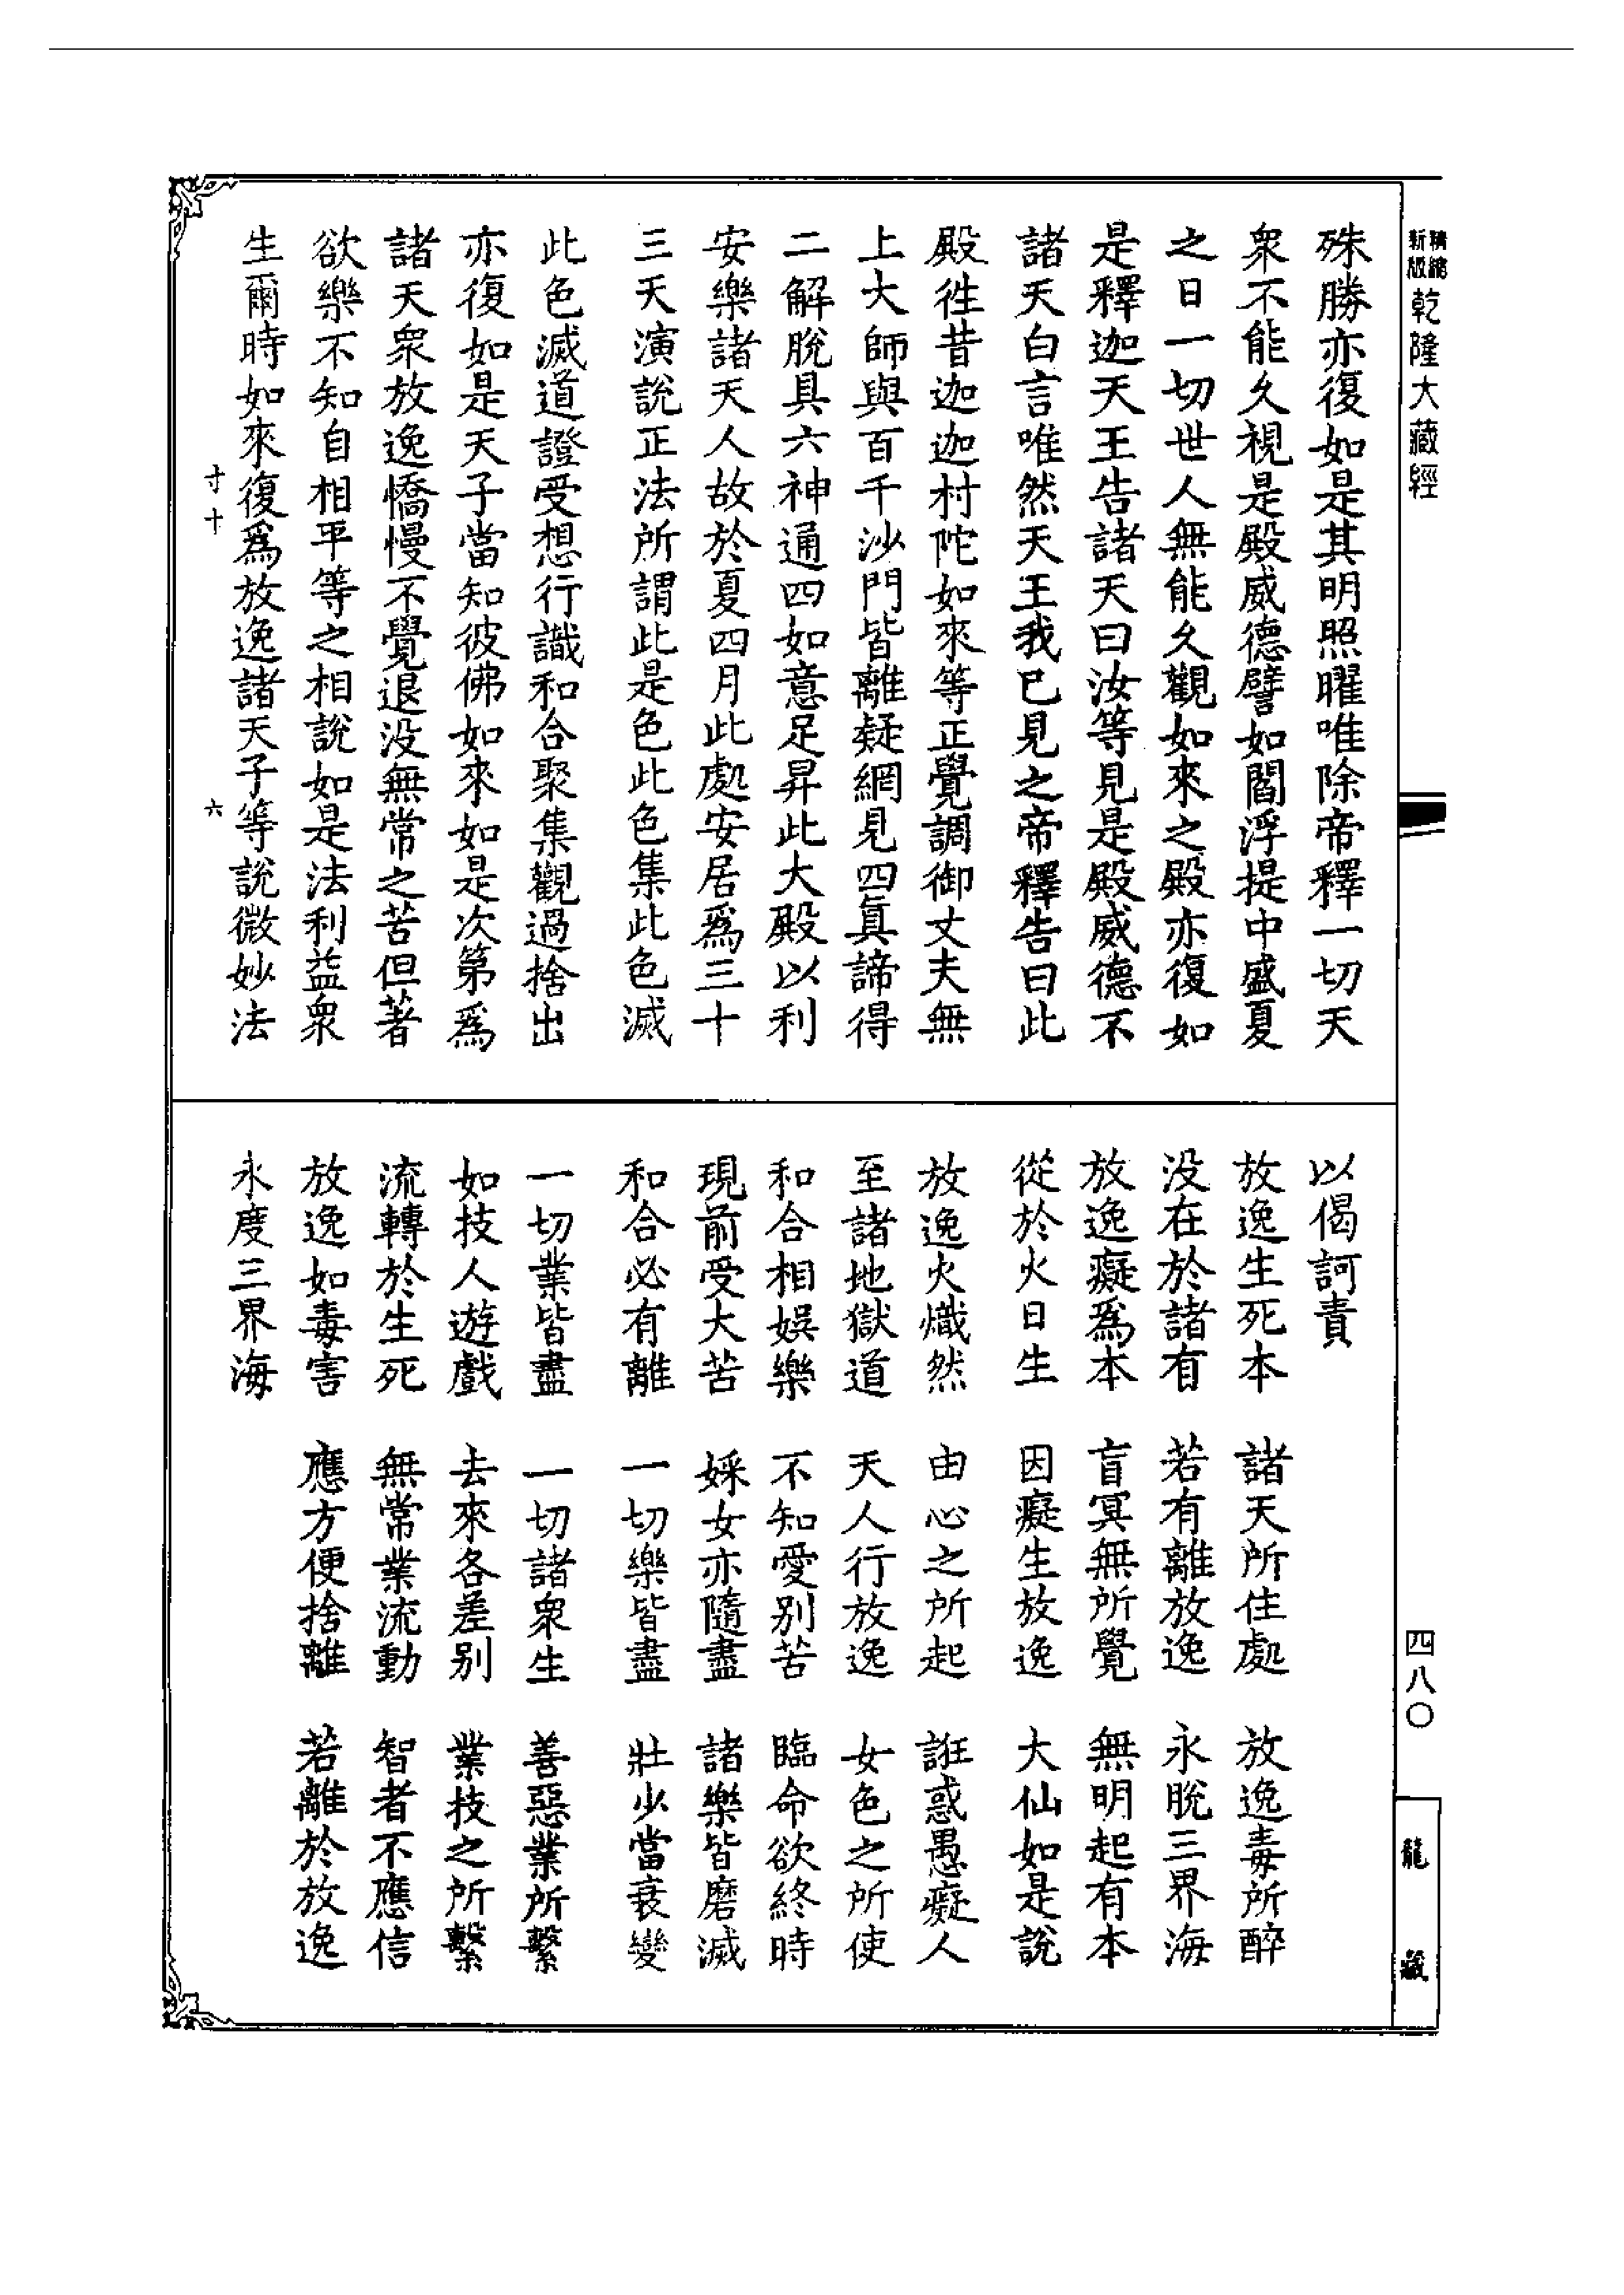 新版精縮乾隆大藏經
四八〇
龍藏
殊勝亦復如是其明照曜唯除帝釋一切天
衆不能久視是殿威德譬如閻浮提中盛夏
之日一切世人無能久觀如來之殿亦復如
是釋迦天王告諸天曰汝等見是殿威德不
諸天白言唯然天王我已見之帝釋告曰此
殿徃昔迦迦村陀如來等正覺調御丈夫無
上大師與百千沙門皆離疑網見四真諦得
二解脫具六神通四如意足昇此大殿以利
安樂諸天人故於夏四月此處安居爲三十
三天演說正法所謂此是色此色集此色滅
此色滅道證受想行識和合聚集觀過捨出
亦復如是天子當知彼佛如來如是次第爲
諸天衆放逸憍慢不覺退没無常之苦但著
欲樂不知自相平等之相說如是法利益衆
生爾時如來復爲放逸諸天子等說微妙法
寸十 六
以偈訶責
放逸生死本 諸天所住處 放逸毒所醉
没在於諸有 若有離放逸 永脫三界海
放逸癡爲本 盲冥無所覺 無明起有本
從於火日生 因癡生放逸 大仙如是說
放逸火熾然 由心之所起 誑惑愚癡人
至諸地獄道 天人行放逸 女色之所使
和合相娛樂 不知愛别苦 臨命欲終時
現前受大苦 婇女亦隨盡 諸樂皆磨滅
和合必有離 一切樂皆盡 壯少當衰變
一切業皆盡 一切諸衆生 善惡業所繫
如技人遊戲 去來各差别 業技之所繫
流轉於生死 無常業流動 智者不應信
放逸如毒害 應方便捨離 若離於放逸
永度三界海